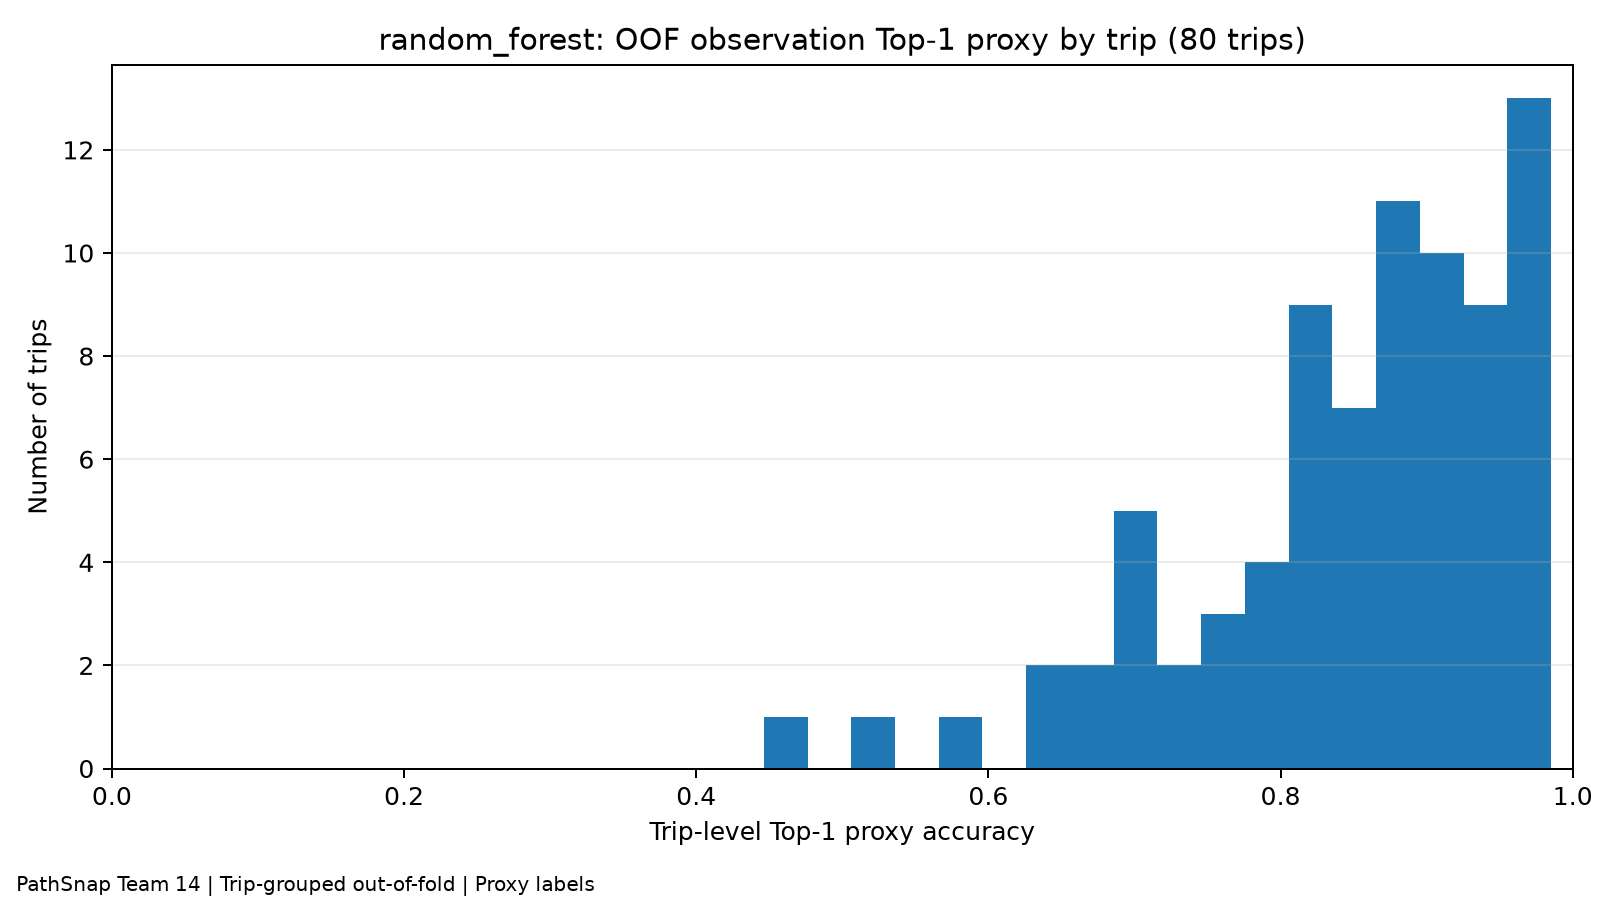 random_forest: OOF observation Top-1 proxy by trip (80 trips)
12
10
8
6
4
2
0
Number of trips
0.0 0.2 0.4 0.6 0.8 1.0
Trip-level Top-1 proxy accuracy
PathSnap Team 14 | Trip-grouped out-of-fold | Proxy labels